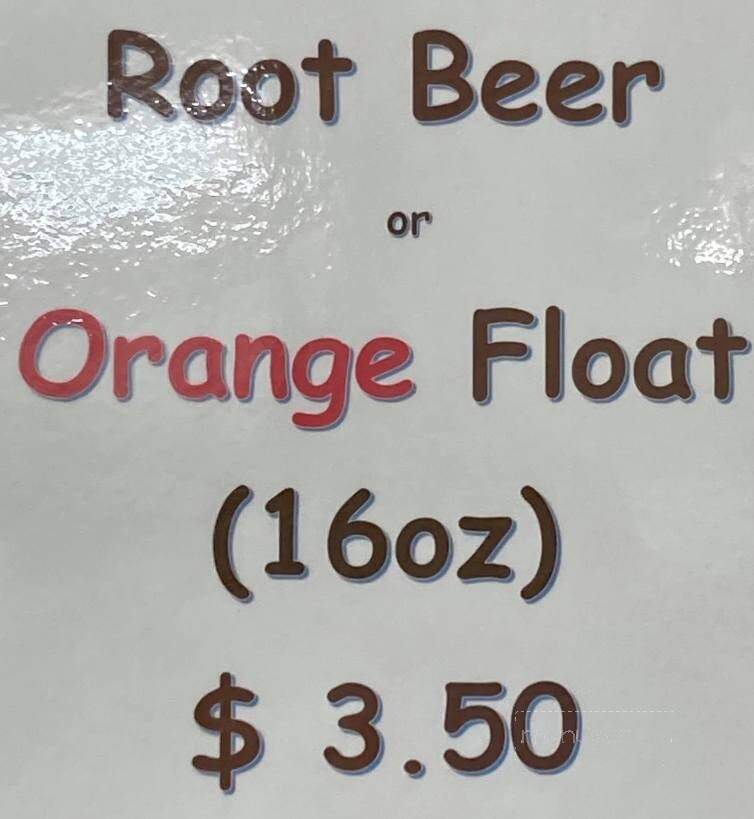 Root Beer
or
Orange Float
(16oz)
$ 3.50